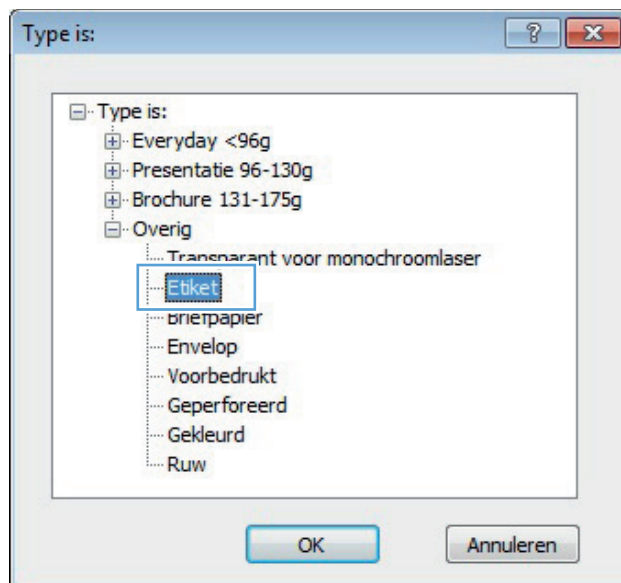 Type is:
Type is:
Everyday <96g
Presentatie 96-130g
Brochure 131-175g
Overig
Transparant voor monochroomlaser
Etiket
Briefpapier
Envelop
Voorbedrukt
Geperforeerd
Gekleurd
Ruw
OK Annuleren